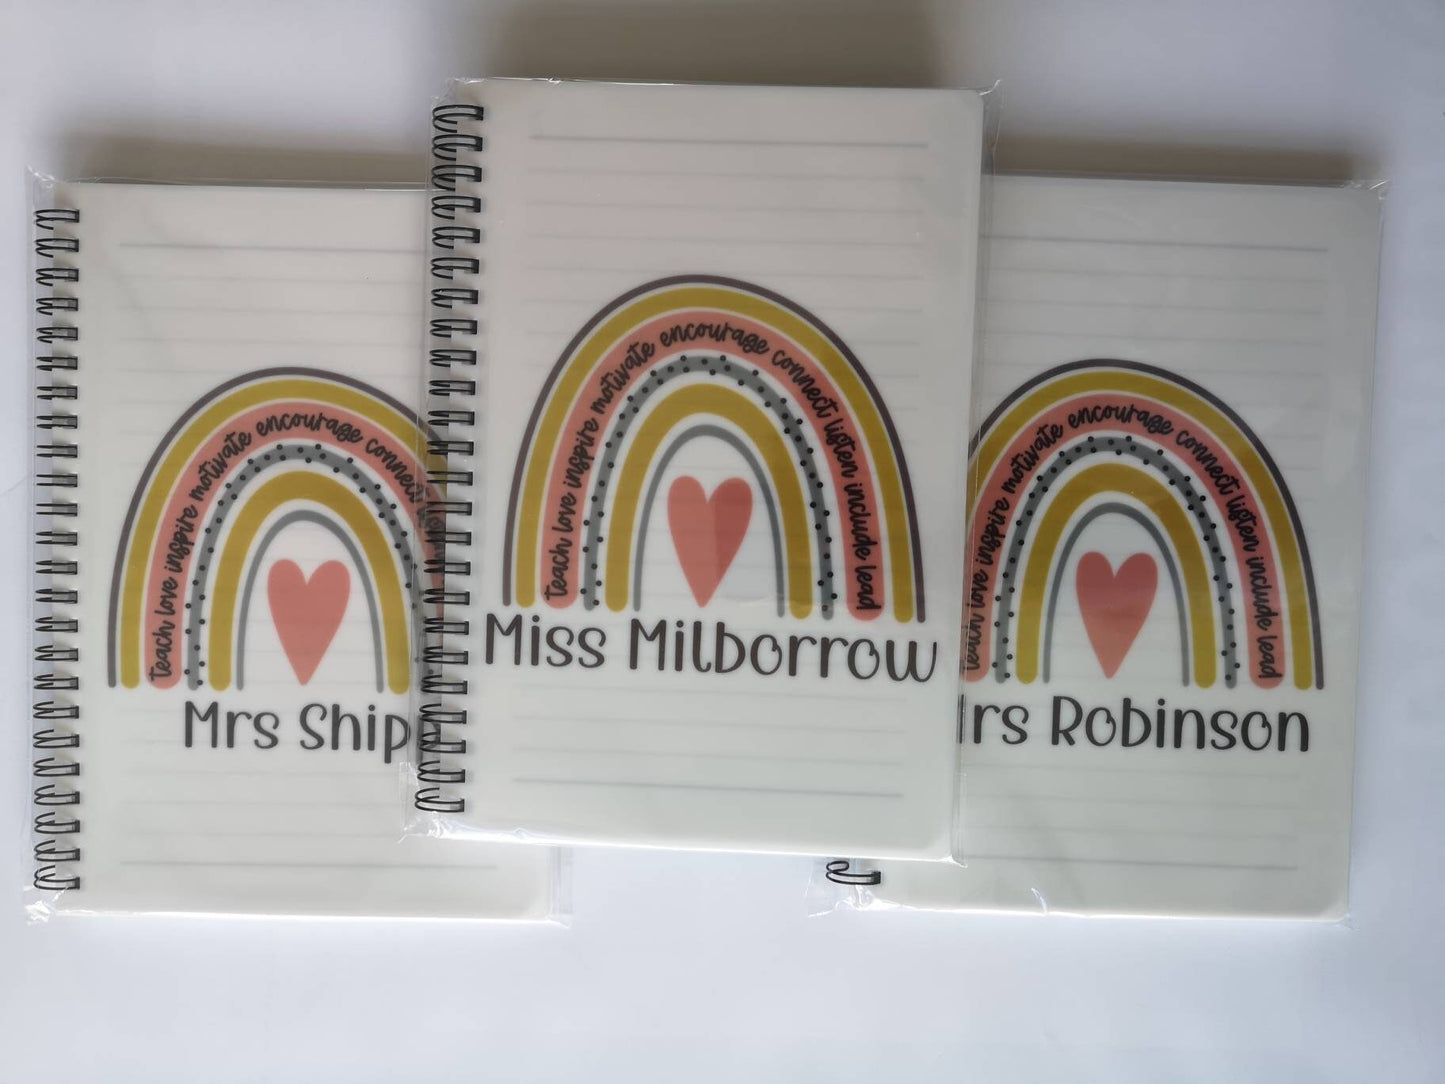 teach love inspire motivate encourage connect
Mrs Ship
teach love inspire motivate encourage connect listen include lead
Miss Milborrow
teach love inspire motivate encourage connect listen include lead
rs Robinson